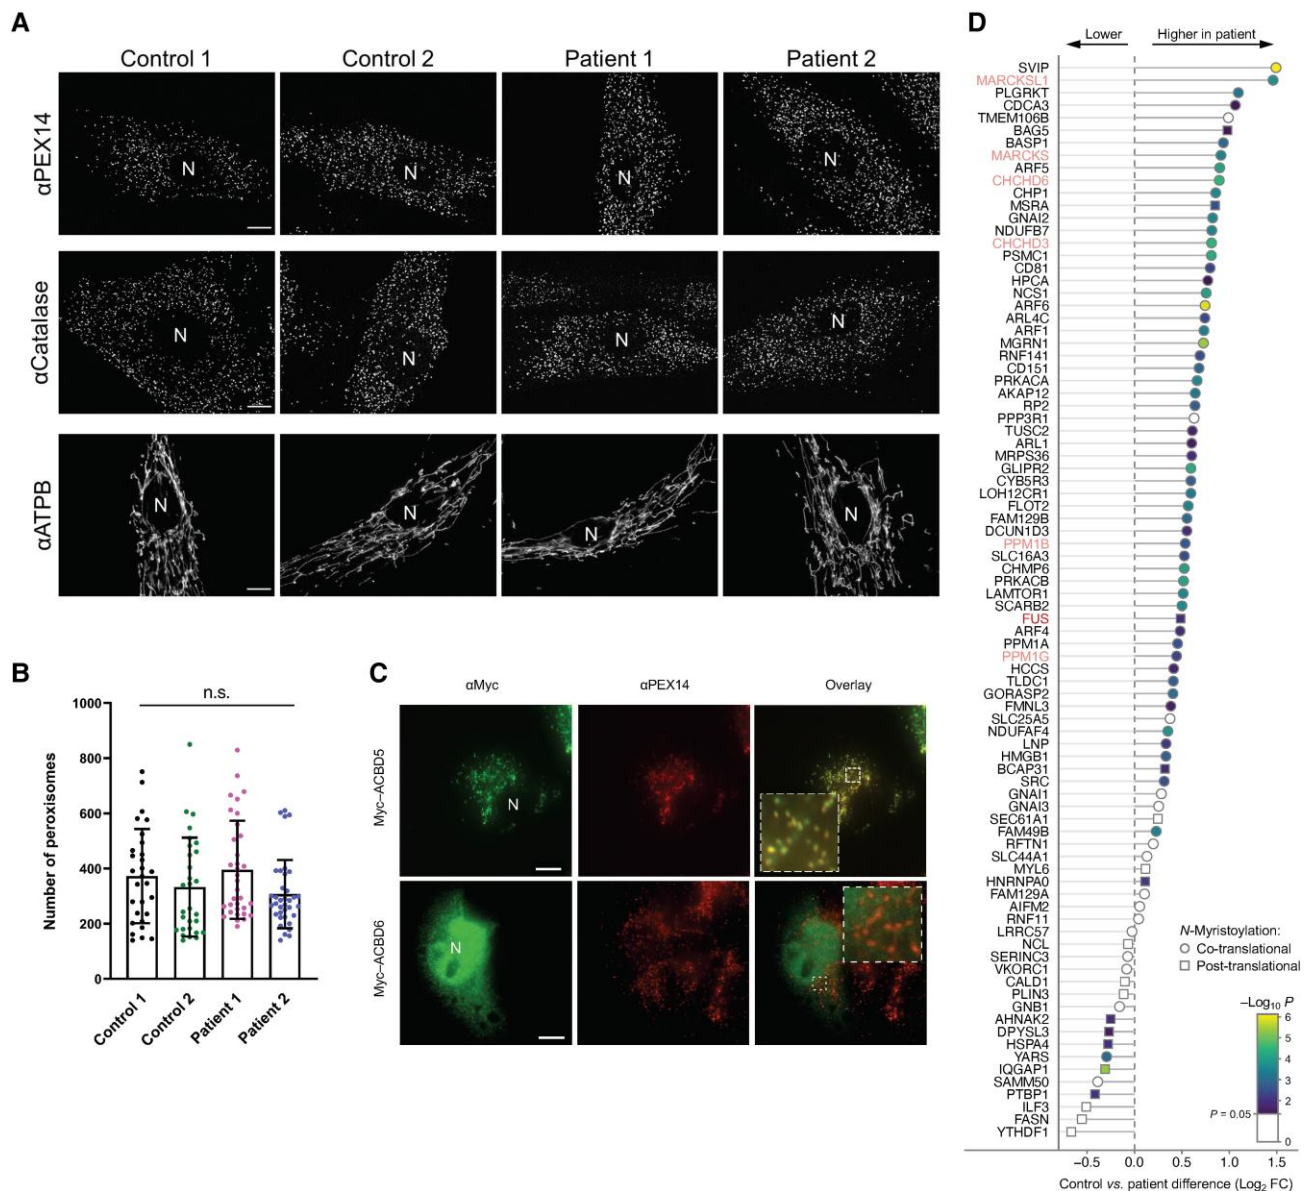 A
Control 1
Control 2
Patient 1
Patient 2
αPEX14
N
N
N
N
αCatalase
N
N
N
N
αATPB
N
N
N
N
B
n.s.
Number of peroxisomes
1000
800
600
400
200
0
Control 1
Control 2
Patient 1
Patient 2
C
αMyc
αPEX14
Overlay
Myc–ACBD5
N
Myc–ACBD6
N
D
Lower
Higher in patient
SVIP
MARCKSL1
PLGRKT
CDCA3
TMEM106B
BAG5
BASP1
MARCKS
ARF5
CHCHD6
CHP1
MSRA
GNAI2
NDUFB7
CHCHD3
PSMC1
CD81
HPCA
NCS1
ARF6
ARL4C
ARF1
MGRN1
RNF141
CD151
PRKACA
AKAP12
RP2
PPP3R1
TUSC2
ARL1
MRPS36
GLIPR2
CYB5R3
LOH12CR1
FLOT2
FAM129B
DCUN1D3
PPM1B
SLC16A3
CHMP6
PRKACB
LAMTOR1
SCARB2
FUS
ARF4
PPM1A
PPM1G
HCCS
TLDC1
GORASP2
FMNL3
SLC25A5
NDUFAF4
LNP
HMGB1
BCAP31
SRC
GNAI1
GNAI3
SEC61A1
FAM49B
RFTN1
SLC44A1
MYL6
HNRNPA0
FAM129A
AIFM2
RNF11
LRRC57
NCL
SERINC3
VKORC1
CALD1
PLIN3
GNB1
AHNAK2
DPYSL3
HSPA4
YARS
IQGAP1
SAMM50
PTBP1
ILF3
FASN
YTHDF1
N-Myristoylation:
Co-translational
Post-translational
–Log10 P
6
5
4
3
2
P = 0.05
0
–0.5
0.0
0.5
1.0
1.5
Control vs. patient difference (Log2 FC)